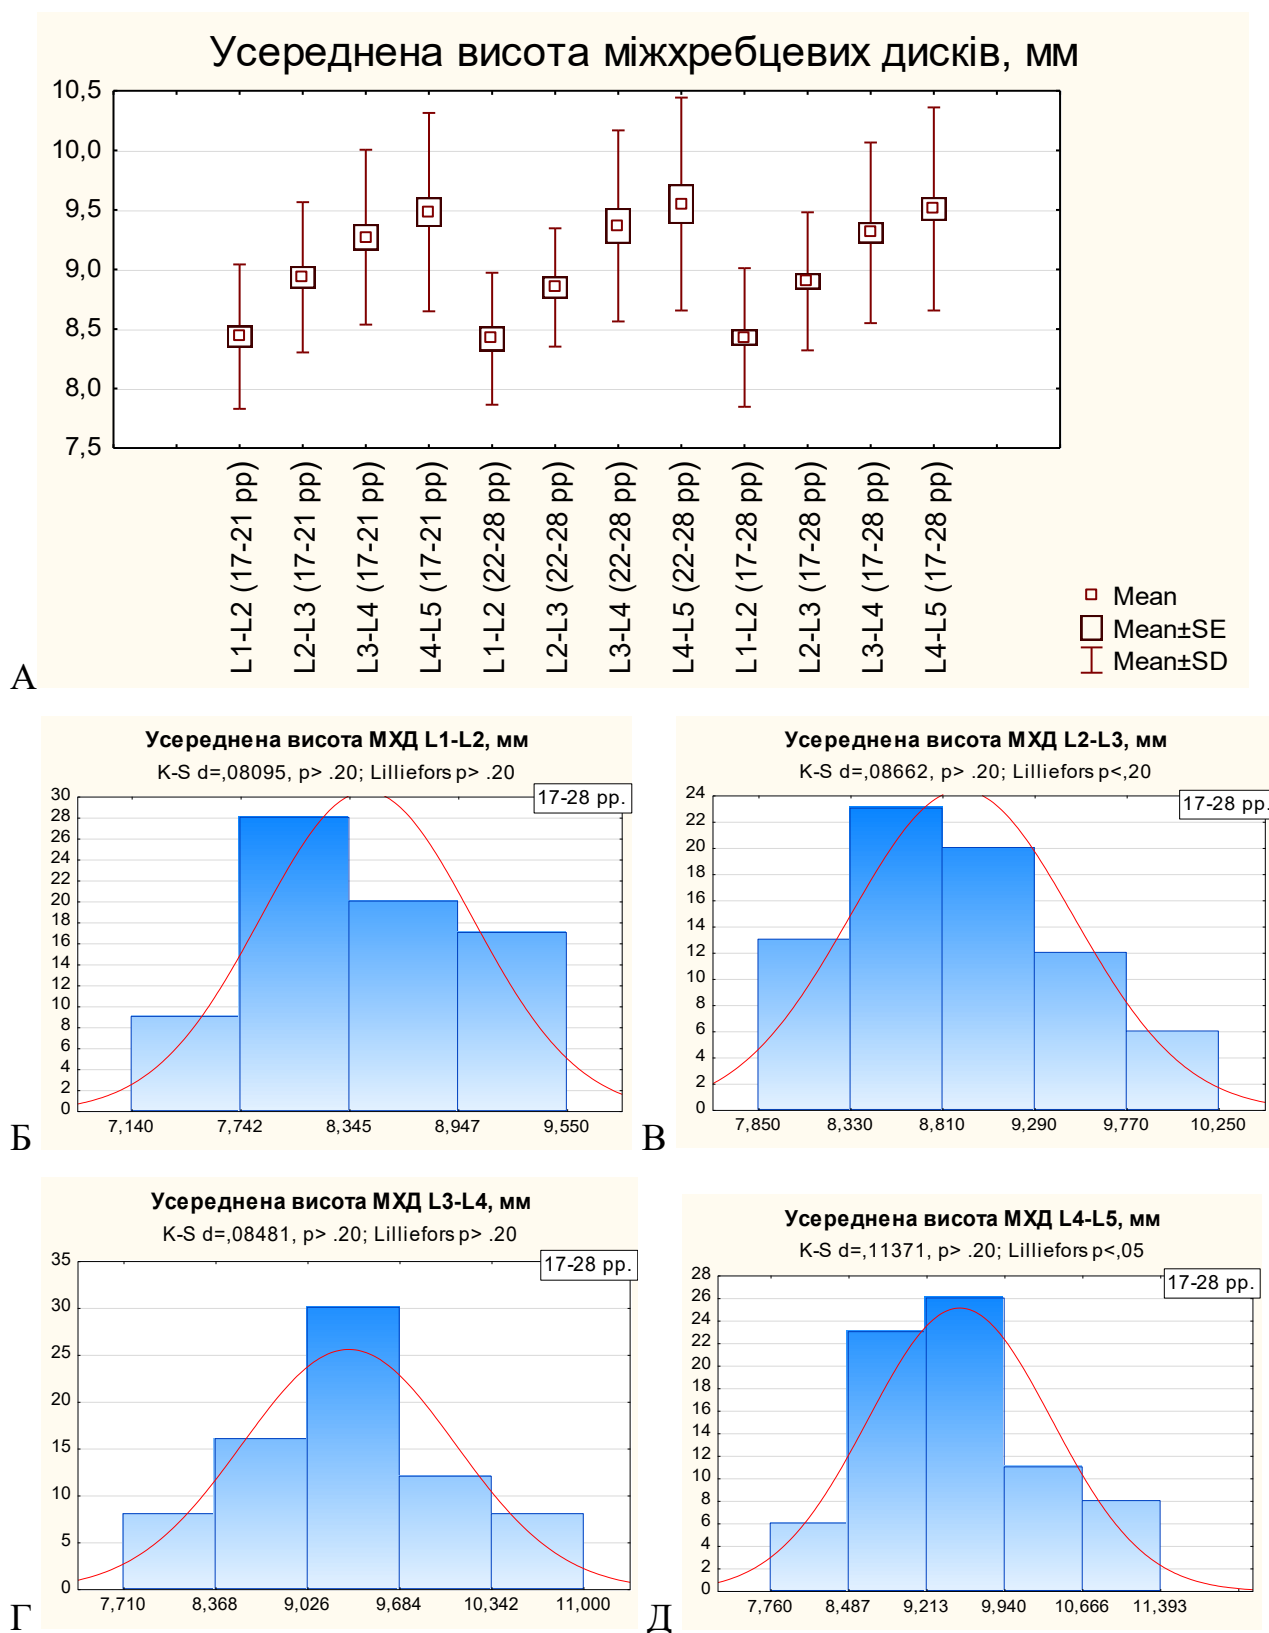 Усереднена висота міжхребцевих дисків, мм
10,5
10,0
9,5
9,0
8,5
8,0
7,5
L1-L2 (17-21 рр)
L2-L3 (17-21 рр)
L3-L4 (17-21 рр)
L4-L5 (17-21 рр)
L1-L2 (22-28 рр)
L2-L3 (22-28 рр)
L3-L4 (22-28 рр)
L4-L5 (22-28 рр)
L1-L2 (17-28 рр)
L2-L3 (17-28 рр)
L3-L4 (17-28 рр)
L4-L5 (17-28 рр)
Mean
Mean±SE
Mean±SD
А
Усереднена висота МХД L1-L2, мм
K-S d=,08095, p> .20; Lilliefors p> .20
17-28 рр.
30
28
26
24
22
20
18
16
14
12
10
8
6
4
2
0
7,140 7,742 8,345 8,947 9,550
Б
Усереднена висота МХД L2-L3, мм
K-S d=,08662, p> .20; Lilliefors p<,20
17-28 рр.
24
22
20
18
16
14
12
10
8
6
4
2
0
7,850 8,330 8,810 9,290 9,770 10,250
В
Усереднена висота МХД L3-L4, мм
K-S d=,08481, p> .20; Lilliefors p> .20
17-28 рр.
35
30
25
20
15
10
5
0
7,710 8,368 9,026 9,684 10,342 11,000
Г
Усереднена висота МХД L4-L5, мм
K-S d=,11371, p> .20; Lilliefors p<,05
17-28 рр.
28
26
24
22
20
18
16
14
12
10
8
6
4
2
0
7,760 8,487 9,213 9,940 10,666 11,393
Д